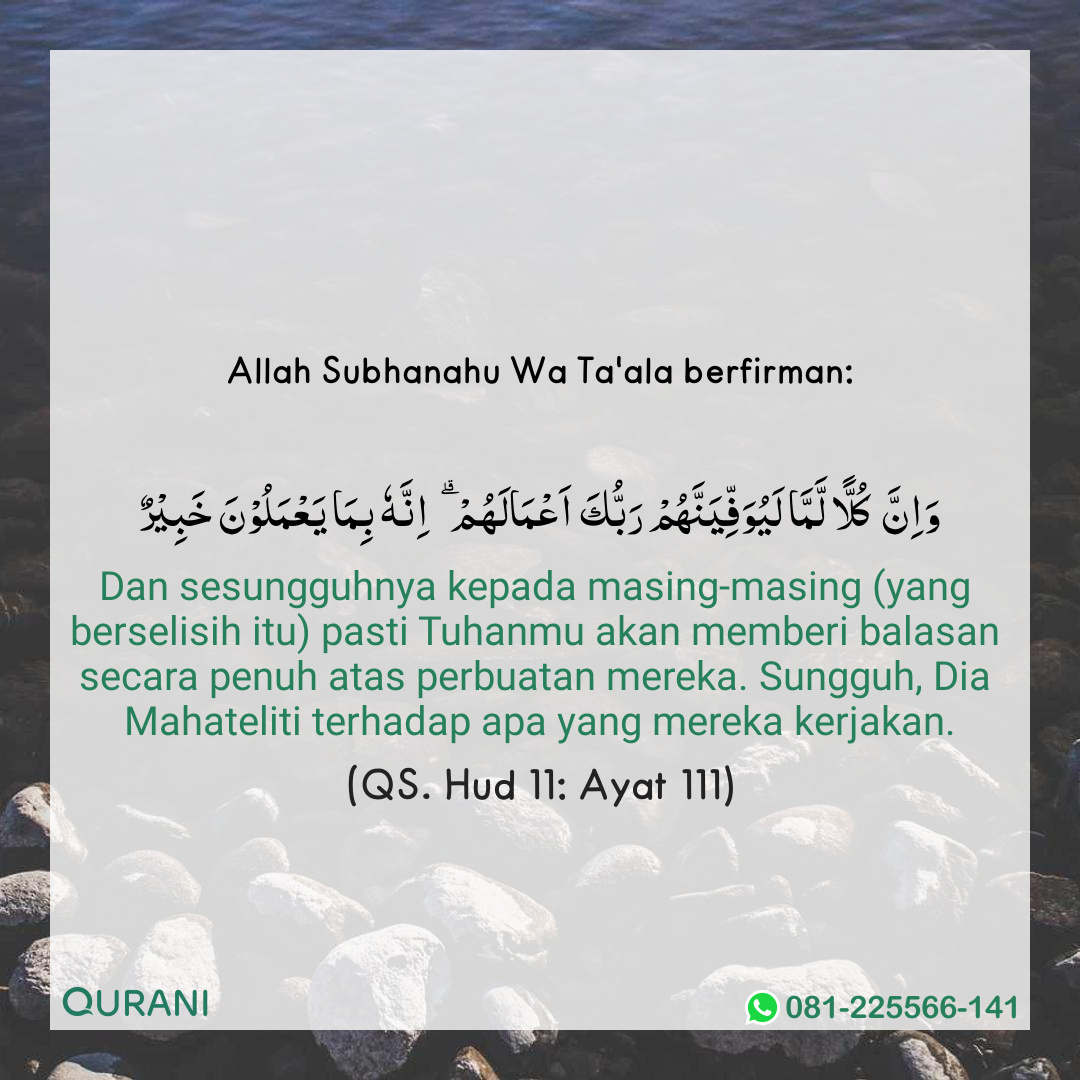 Allah Subhanahu Wa Ta'ala berfirman:
وَاِنَّ كُلًّا لَّمَّا لَيُوَفِّيَنَّهُمْ رَبُّكَ اَعْمَالَهُمْ ۗ اِنَّهٗ بِمَا يَعْمَلُوْنَ خَبِيْرٌ
Dan sesungguhnya kepada masing-masing (yang
berselisih itu) pasti Tuhanmu akan memberi balasan
secara penuh atas perbuatan mereka. Sungguh, Dia
Mahateliti terhadap apa yang mereka kerjakan.
(QS. Hud 11: Ayat 111)
QURANI
081-225566-141